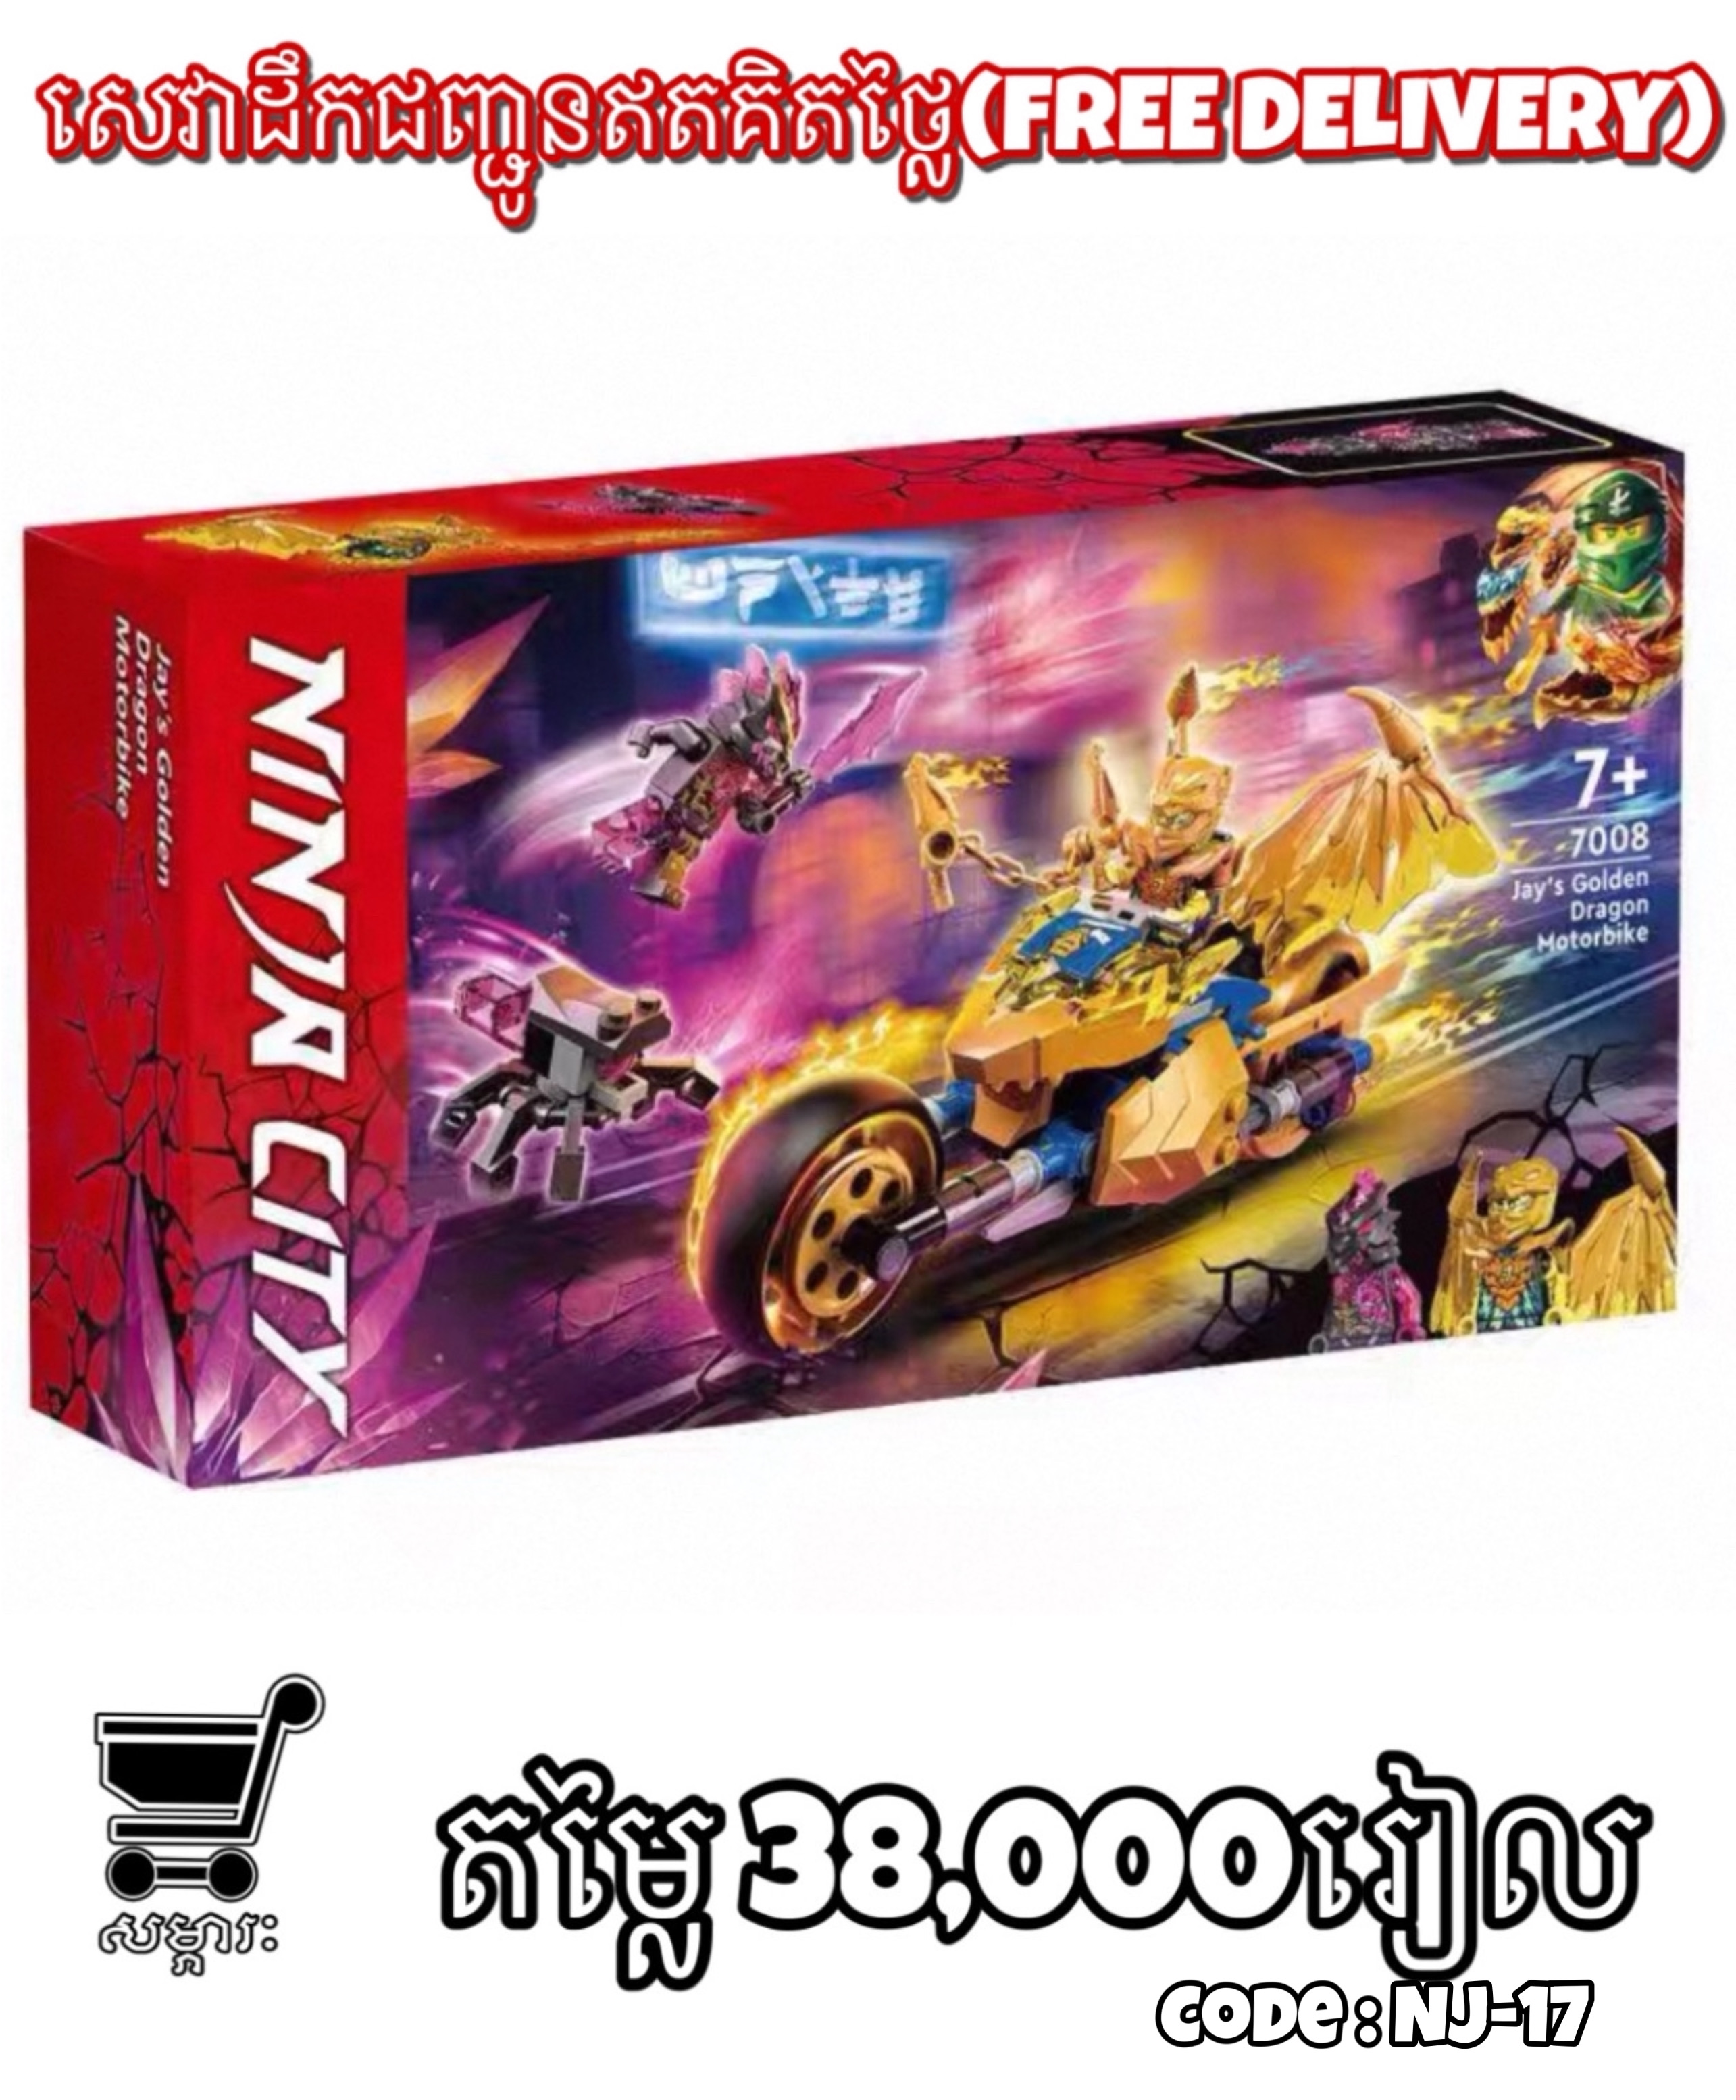 សេវាដឹកជញ្ជូនឥតគិតថ្លៃ(FREE DELIVERY)
Jay's Golden
Dragon
Motorbike
NINJA CITY
7+
7008
Jay's Golden
Dragon
Motorbike
សម្ភារៈ
តម្លៃ 38,000រៀល
CODE : NJ-17